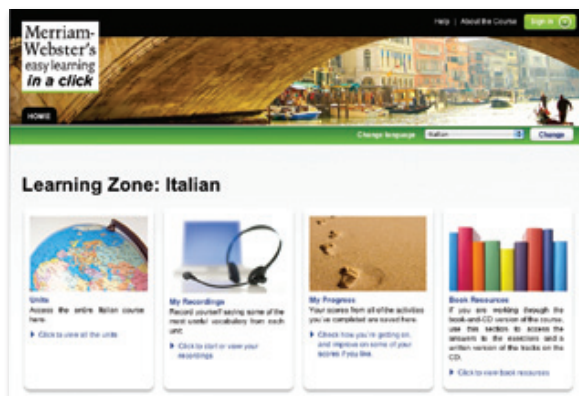 Help | About the Course Sign in
Merriam-
Webster's
easy learning
in a click
HOME
Change language Italian Change
Learning Zone: Italian
Units
Access the entire Italian course
here.
Click to view all the units
My Recordings
Record yourself saying some of the
most useful vocabulary from each
unit.
Click to start or view your
recordings
My Progress
Your scores from all of the activities
you've completed are saved here.
Check how you're getting on,
and improve on some of your
scores if you like.
Book Resources
If you are working through the
book-and-CD version of the course,
use this section to access the
answers to the exercises and a
written version of the tracks on the
CD.
Click to view book resources